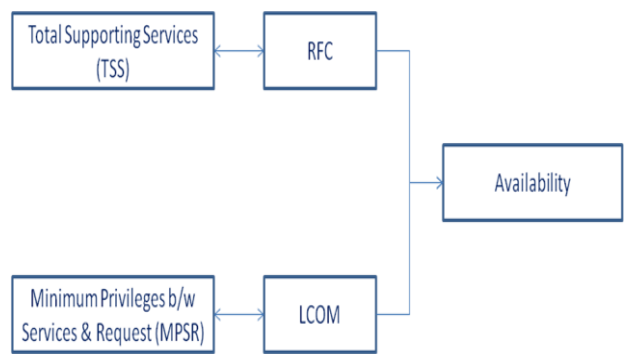 Total Supporting Services
(TSS)
RFC
Availability
Minimum Privileges b/w
Services & Request (MPSR)
LCOM